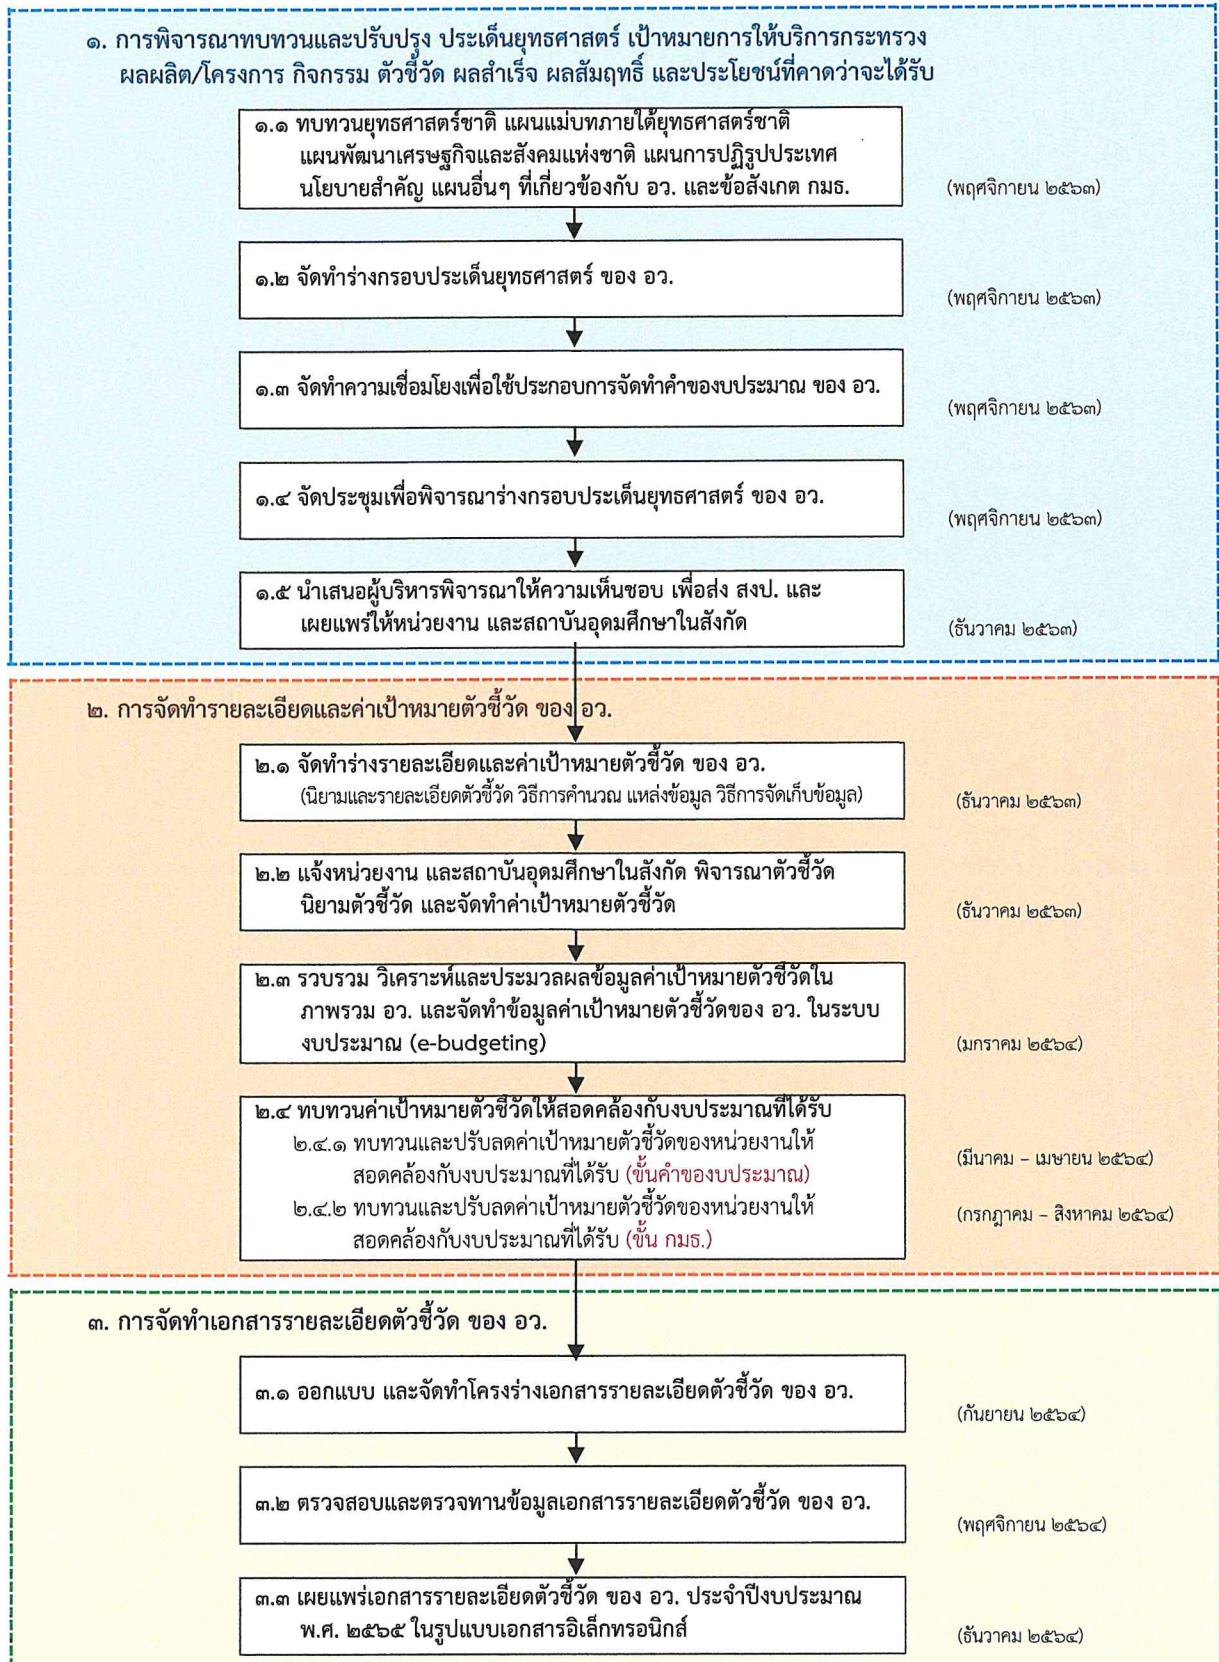 ๑. การพิจารณาทบทวนและปรับปรุง ประเด็นยุทธศาสตร์ เป้าหมายการให้บริการกระทรวง
ผลผลิต/โครงการ กิจกรรม ตัวชี้วัด ผลสำเร็จ ผลสัมฤทธิ์ และประโยชน์ที่คาดว่าจะได้รับ
๑.๑ ทบทวนยุทธศาสตร์ชาติ แผนแม่บทภายใต้ยุทธศาสตร์ชาติ
แผนพัฒนาเศรษฐกิจและสังคมแห่งชาติ แผนการปฏิรูปประเทศ
นโยบายสำคัญ แผนอื่นๆ ที่เกี่ยวข้องกับ อว. และข้อสังเกต กมธ.
(พฤศจิกายน ๒๕๖๓)
๑.๒ จัดทำร่างกรอบประเด็นยุทธศาสตร์ ของ อว.
(พฤศจิกายน ๒๕๖๓)
๑.๓ จัดทำความเชื่อมโยงเพื่อใช้ประกอบการจัดทำคำของบประมาณ ของ อว.
(พฤศจิกายน ๒๕๖๓)
๑.๔ จัดประชุมเพื่อพิจารณาร่างกรอบประเด็นยุทธศาสตร์ ของ อว.
(พฤศจิกายน ๒๕๖๓)
๑.๕ นำเสนอผู้บริหารพิจารณาให้ความเห็นชอบ เพื่อส่ง สงป. และ
เผยแพร่ให้หน่วยงาน และสถาบันอุดมศึกษาในสังกัด
(ธันวาคม ๒๕๖๓)
๒. การจัดทำรายละเอียดและค่าเป้าหมายตัวชี้วัด ของ อว.
๒.๑ จัดทำร่างรายละเอียดและค่าเป้าหมายตัวชี้วัด ของ อว.
(นิยามและรายละเอียดตัวชี้วัด วิธีการคำนวณ แหล่งข้อมูล วิธีการจัดเก็บข้อมูล)
(ธันวาคม ๒๕๖๓)
๒.๒ แจ้งหน่วยงาน และสถาบันอุดมศึกษาในสังกัด พิจารณาตัวชี้วัด
นิยามตัวชี้วัด และจัดทำค่าเป้าหมายตัวชี้วัด
(ธันวาคม ๒๕๖๓)
๒.๓ รวบรวม วิเคราะห์และประมวลผลข้อมูลค่าเป้าหมายตัวชี้วัดใน
ภาพรวม อว. และจัดทำข้อมูลค่าเป้าหมายตัวชี้วัดของ อว. ในระบบ
งบประมาณ (e-budgeting)
(มกราคม ๒๕๖๔)
๒.๔ ทบทวนค่าเป้าหมายตัวชี้วัดให้สอดคล้องกับงบประมาณที่ได้รับ
๒.๔.๑ ทบทวนและปรับลดค่าเป้าหมายตัวชี้วัดของหน่วยงานให้
สอดคล้องกับงบประมาณที่ได้รับ (ขั้นคำของบประมาณ)
(มีนาคม – เมษายน ๒๕๖๔)
๒.๔.๒ ทบทวนและปรับลดค่าเป้าหมายตัวชี้วัดของหน่วยงานให้
สอดคล้องกับงบประมาณที่ได้รับ (ขั้น กมธ.)
(กรกฎาคม – สิงหาคม ๒๕๖๔)
๓. การจัดทำเอกสารรายละเอียดตัวชี้วัด ของ อว.
๓.๑ ออกแบบ และจัดทำโครงร่างเอกสารรายละเอียดตัวชี้วัด ของ อว.
(กันยายน ๒๕๖๔)
๓.๒ ตรวจสอบและตรวจทานข้อมูลเอกสารรายละเอียดตัวชี้วัด ของ อว.
(พฤศจิกายน ๒๕๖๔)
๓.๓ เผยแพร่เอกสารรายละเอียดตัวชี้วัด ของ อว. ประจำปีงบประมาณ
พ.ศ. ๒๕๖๕ ในรูปแบบเอกสารอิเล็กทรอนิกส์
(ธันวาคม ๒๕๖๔)